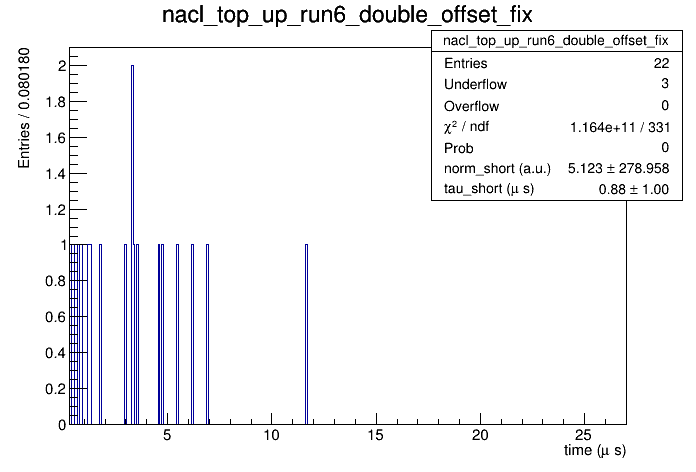 nacl_top_up_run6_double_offset_fix
nacl_top_up_run6_double_offset_fix
Entries 22
Underflow 3
Overflow 0
χ² / ndf 1.164e+11 / 331
Prob 0
norm_short (a.u.) 5.123 ± 278.958
tau_short (μ s) 0.88 ± 1.00
Entries / 0.080180
2
1.8
1.6
1.4
1.2
1
0.8
0.6
0.4
0.2
0
5 10 15 20 25
time (μ s)